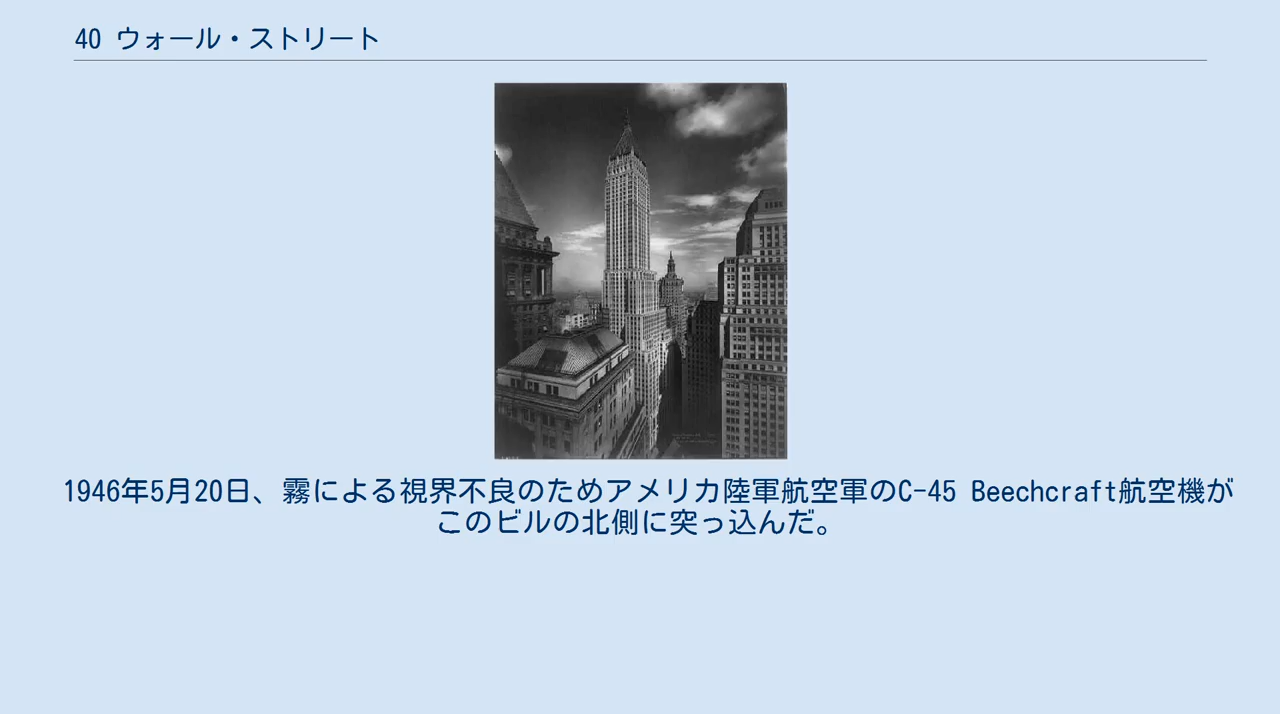 40 ウォール・ストリート
1946年5月20日、霧による視界不良のためアメリカ陸軍航空軍のC-45 Beechcraft航空機が
このビルの北側に突っ込んだ。